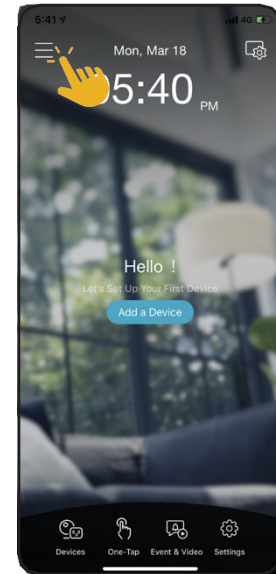 5:41
4G
Mon, Mar 18
05:40 PM
Hello !
Let's Set Up Your First Device
Add a Device
Devices
One-Tap
Event & Video
Settings